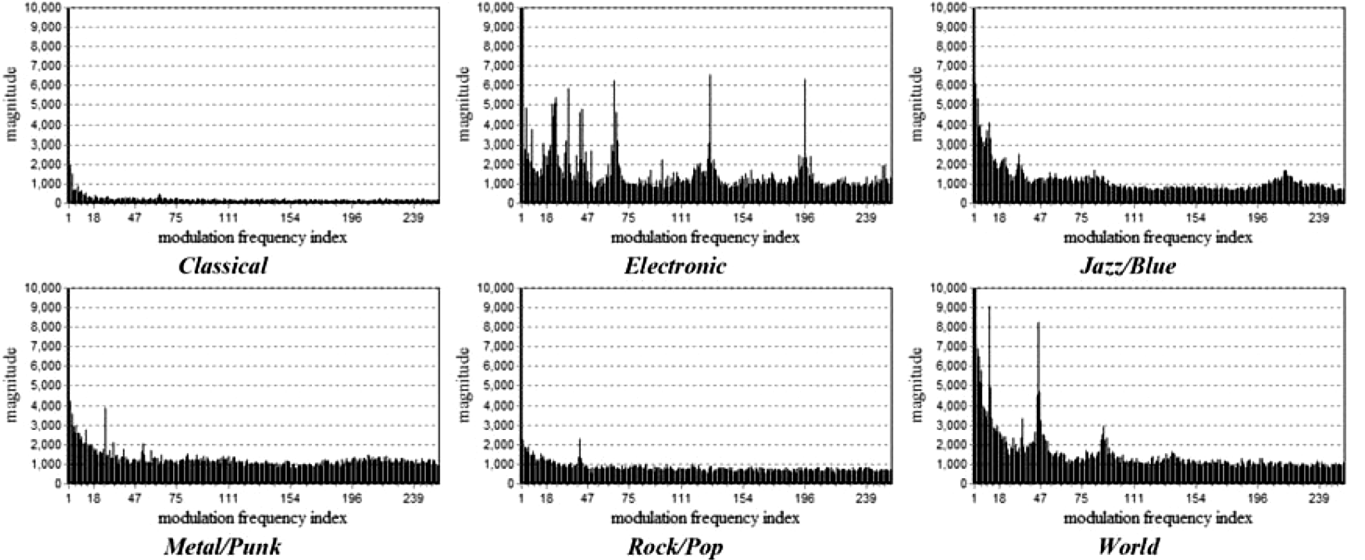 10,000
9,000
8,000
7,000
6,000
5,000
4,000
3,000
2,000
1,000
0
magnitude
1 18 47 75 111 154 196 239
modulation frequency index
Classical
10,000
9,000
8,000
7,000
6,000
5,000
4,000
3,000
2,000
1,000
0
magnitude
1 18 47 75 111 154 196 239
modulation frequency index
Electronic
10,000
9,000
8,000
7,000
6,000
5,000
4,000
3,000
2,000
1,000
0
magnitude
1 18 47 75 111 154 196 239
modulation frequency index
Jazz/Blue
10,000
9,000
8,000
7,000
6,000
5,000
4,000
3,000
2,000
1,000
0
magnitude
1 18 47 75 111 154 196 239
modulation frequency index
Metal/Punk
10,000
9,000
8,000
7,000
6,000
5,000
4,000
3,000
2,000
1,000
0
magnitude
1 18 47 75 111 154 196 239
modulation frequency index
Rock/Pop
10,000
9,000
8,000
7,000
6,000
5,000
4,000
3,000
2,000
1,000
0
magnitude
1 18 47 75 111 154 196 239
modulation frequency index
World